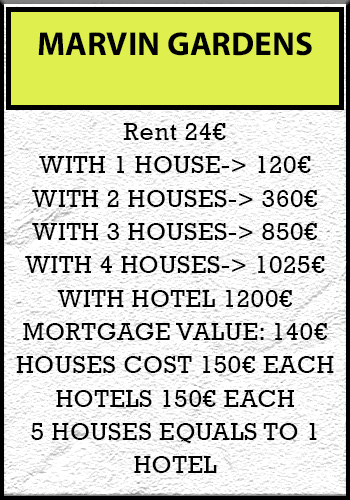 MARVIN GARDENS
Rent 24€
WITH 1 HOUSE-> 120€
WITH 2 HOUSES-> 360€
WITH 3 HOUSES-> 850€
WITH 4 HOUSES-> 1025€
WITH HOTEL 1200€
MORTGAGE VALUE: 140€
HOUSES COST 150€ EACH
HOTELS 150€ EACH
5 HOUSES EQUALS TO 1
HOTEL